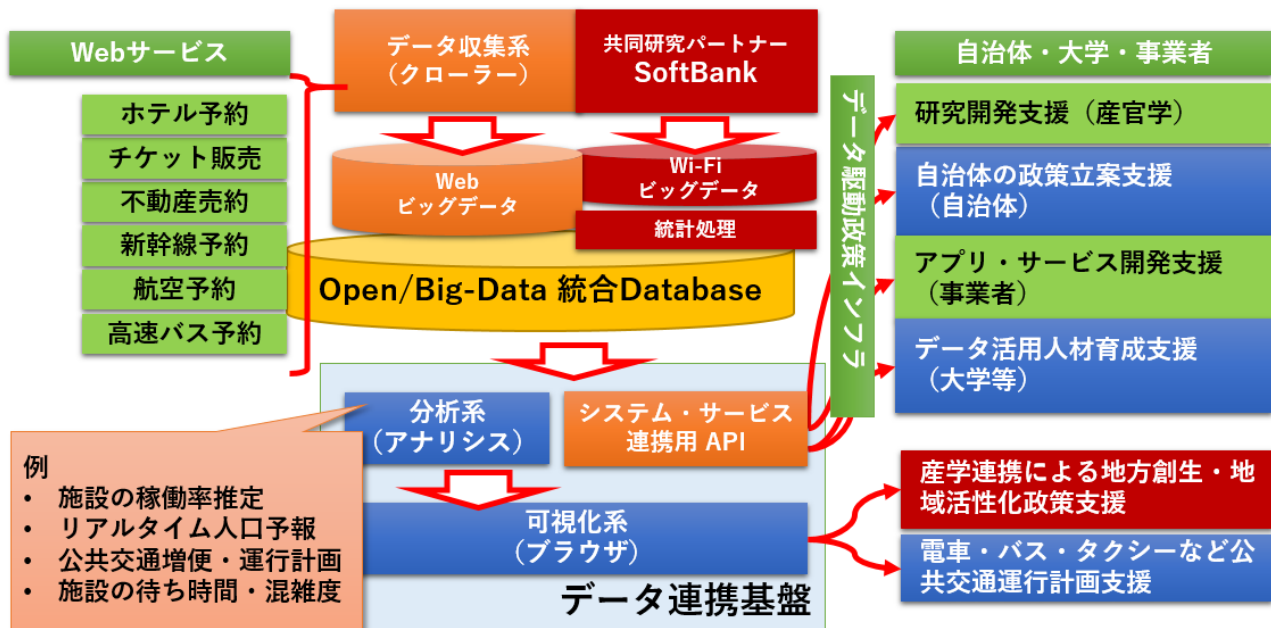 Webサービス
ホテル予約
チケット販売
不動産売約
新幹線予約
航空予約
高速バス予約
データ収集系
(クローラー)
共同研究パートナー
SoftBank
Web
ビッグデータ
Wi-Fi
ビッグデータ
統計処理
Open/Big-Data 統合Database
分析系
(アナリシス)
システム・サービス
連携用 API
可視化系
(ブラウザ)
データ連携基盤
例
• 施設の稼働率推定
• リアルタイム人口予報
• 公共交通増便・運行計画
• 施設の待ち時間・混雑度
データ駆動政策インフラ
自治体・大学・事業者
研究開発支援（産官学）
自治体の政策立案支援
（自治体）
アプリ・サービス開発支援
（事業者）
データ活用人材育成支援
（大学等）
産学連携による地方創生・地
域活性化政策支援
電車・バス・タクシーなど公
共交通運行計画支援